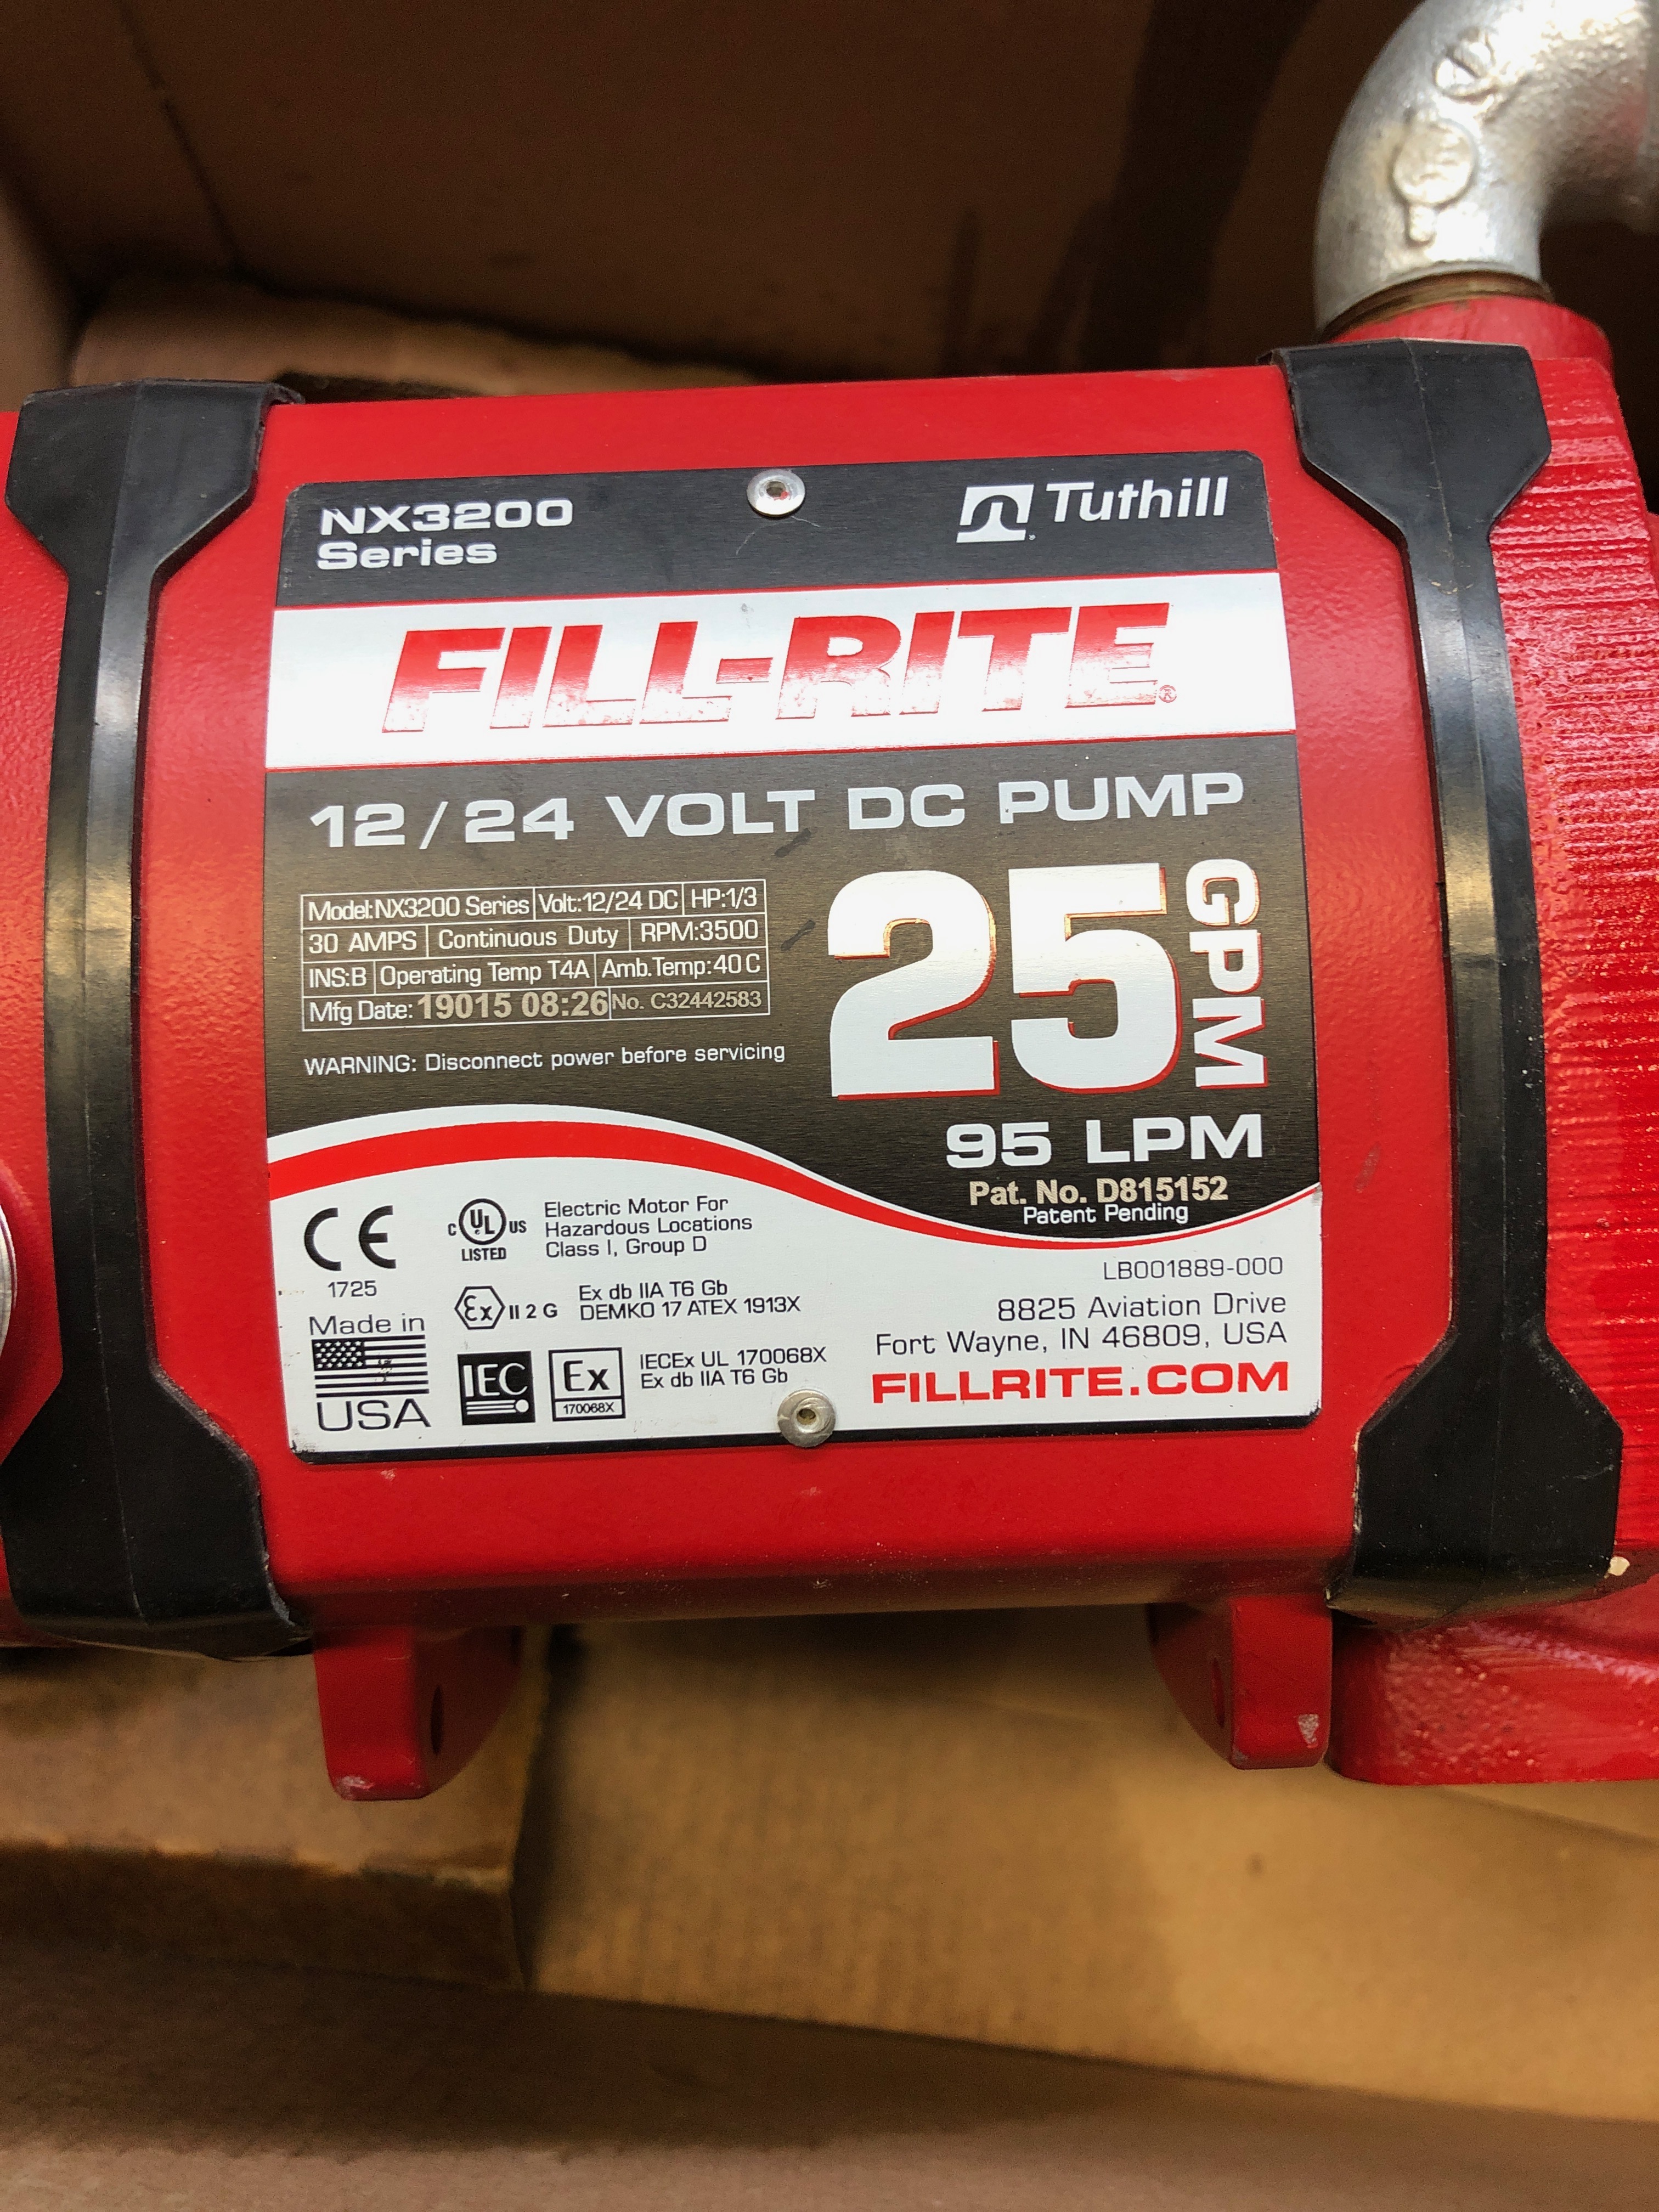 NX3200
Series
Tuthill
FILL-RITE®
12/24 VOLT DC PUMP
Model:NX3200 Series Volt:12/24 DC HP:1/3
30 AMPS Continuous Duty RPM:3500
INS:B Operating Temp T4A Amb.Temp:40C
Mfg Date: 19015 08:26 No. C32442583
WARNING: Disconnect power before servicing
25 GPM
95 LPM
Pat. No. D815152
Patent Pending
CE
1725
Made in
USA
C UL US
LISTED
Electric Motor For
Hazardous Locations
Class I, Group D
Ex II 2 G
Ex db IIA T6 Gb
DEMKO 17 ATEX 1913X
IEC
Ex
170068X
IECEx UL 170068X
Ex db IIA T6 Gb
LB001889-000
8825 Aviation Drive
Fort Wayne, IN 46809, USA
FILLRITE.COM